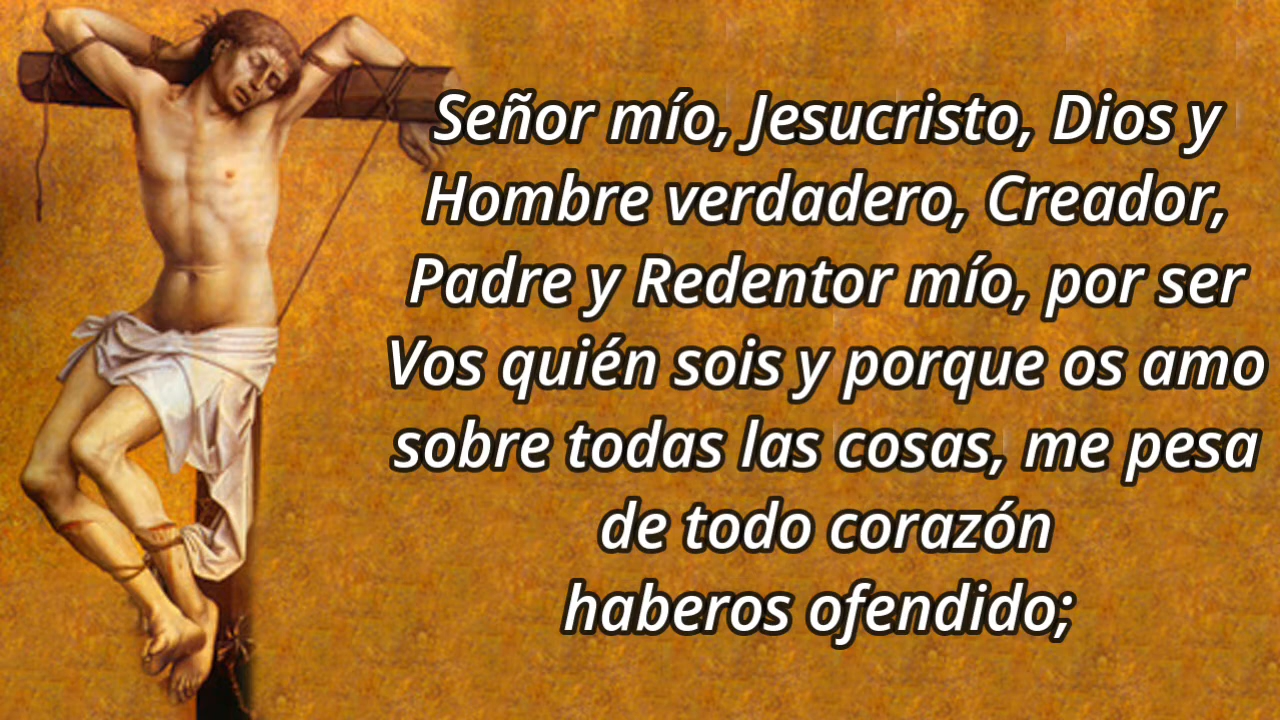 Señor mío, Jesucristo, Dios y
Hombre verdadero, Creador,
Padre y Redentor mío, por ser
Vos quién sois y porque os amo
sobre todas las cosas, me pesa
de todo corazón
haberos ofendido;